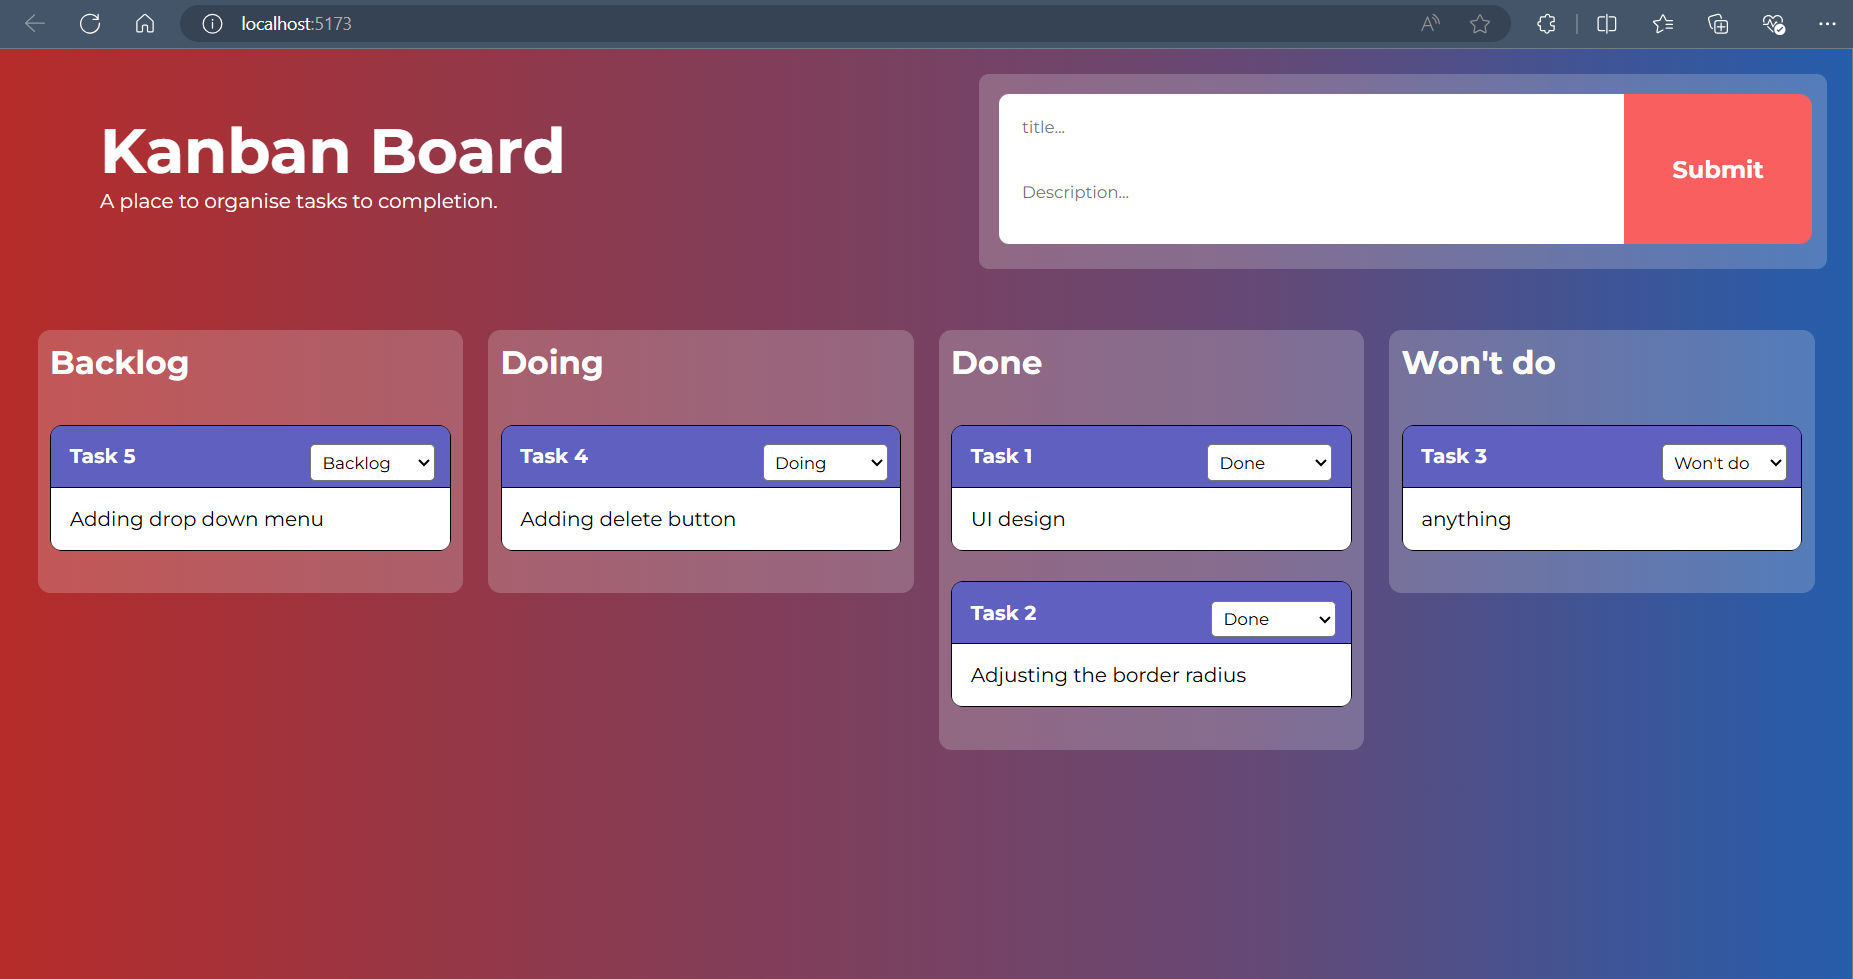 localhost:5173
Kanban Board
A place to organise tasks to completion.
title...
Description...
Submit
Backlog
Task 5
Backlog
Adding drop down menu
Doing
Task 4
Doing
Adding delete button
Done
Task 1
Done
UI design
Task 2
Done
Adjusting the border radius
Won't do
Task 3
Won't do
anything